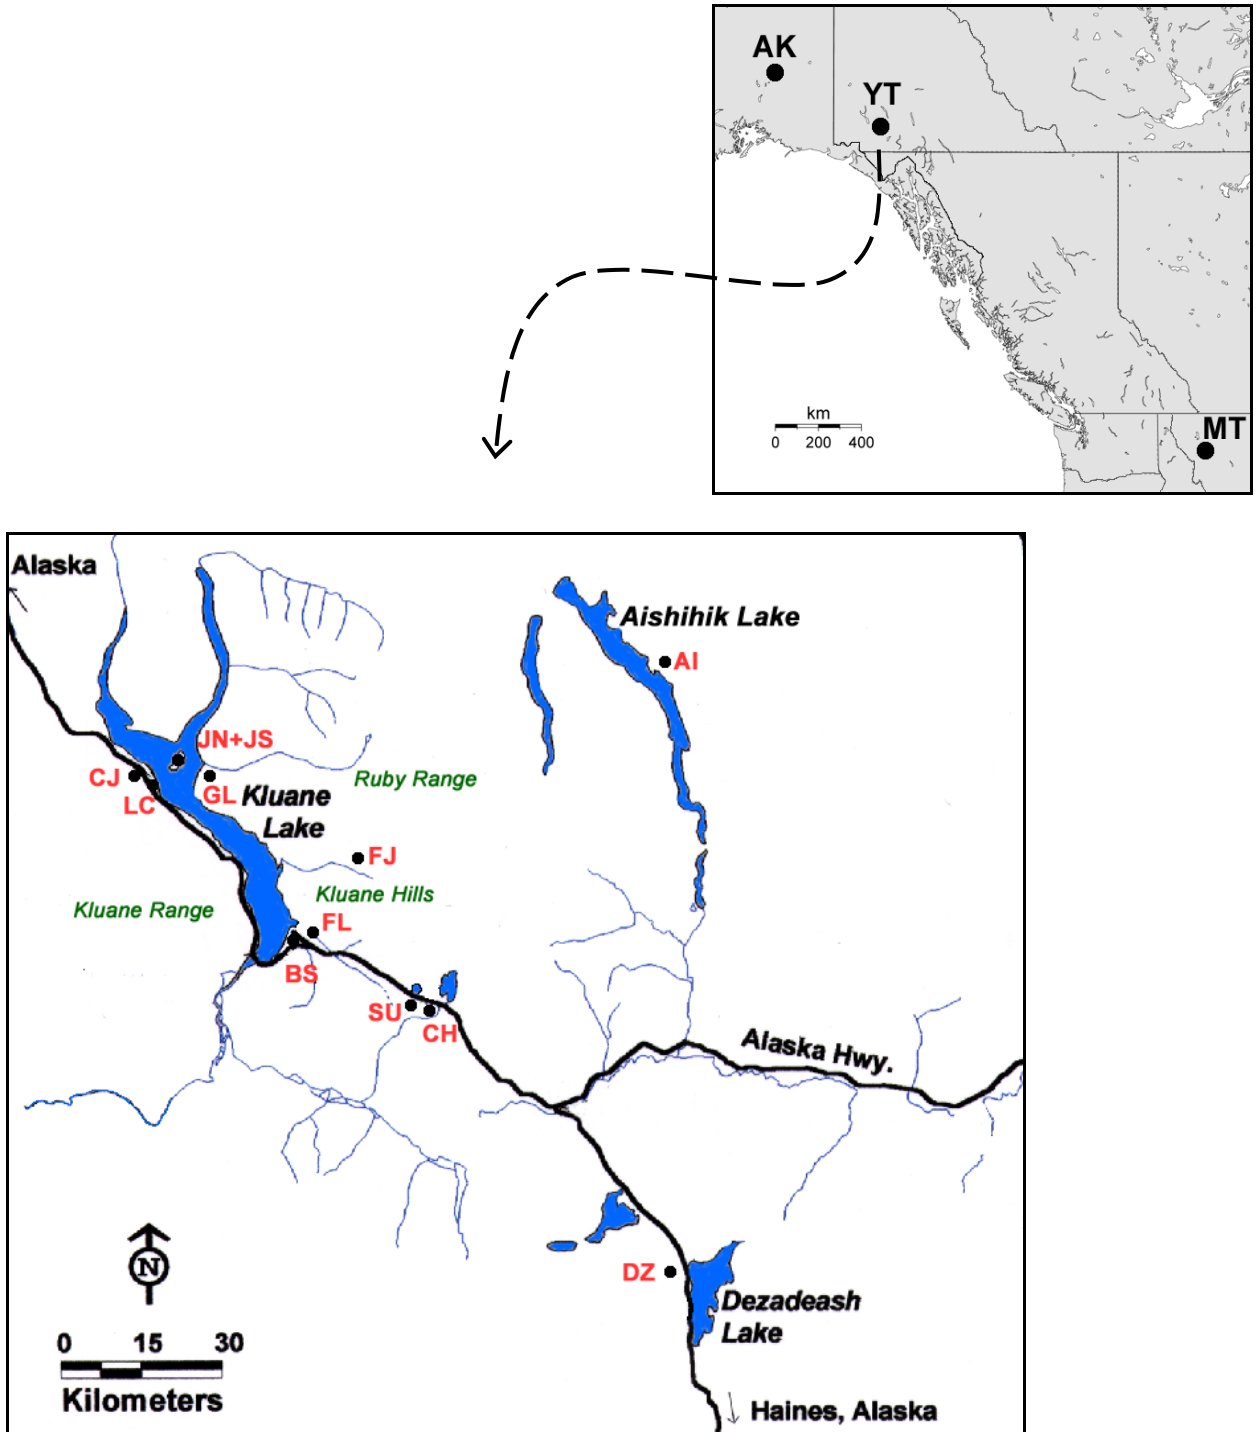 AK
YT
km
0 200 400
MT
Alaska
Aishihik Lake
AI
JN+JS
CJ
LC
GL
Kluane
Lake
Ruby Range
FJ
Kluane Hills
Kluane Range
FL
BS
SU
CH
Alaska Hwy.
N
DZ
Dezadeash
Lake
0 15 30
Kilometers
Haines, Alaska